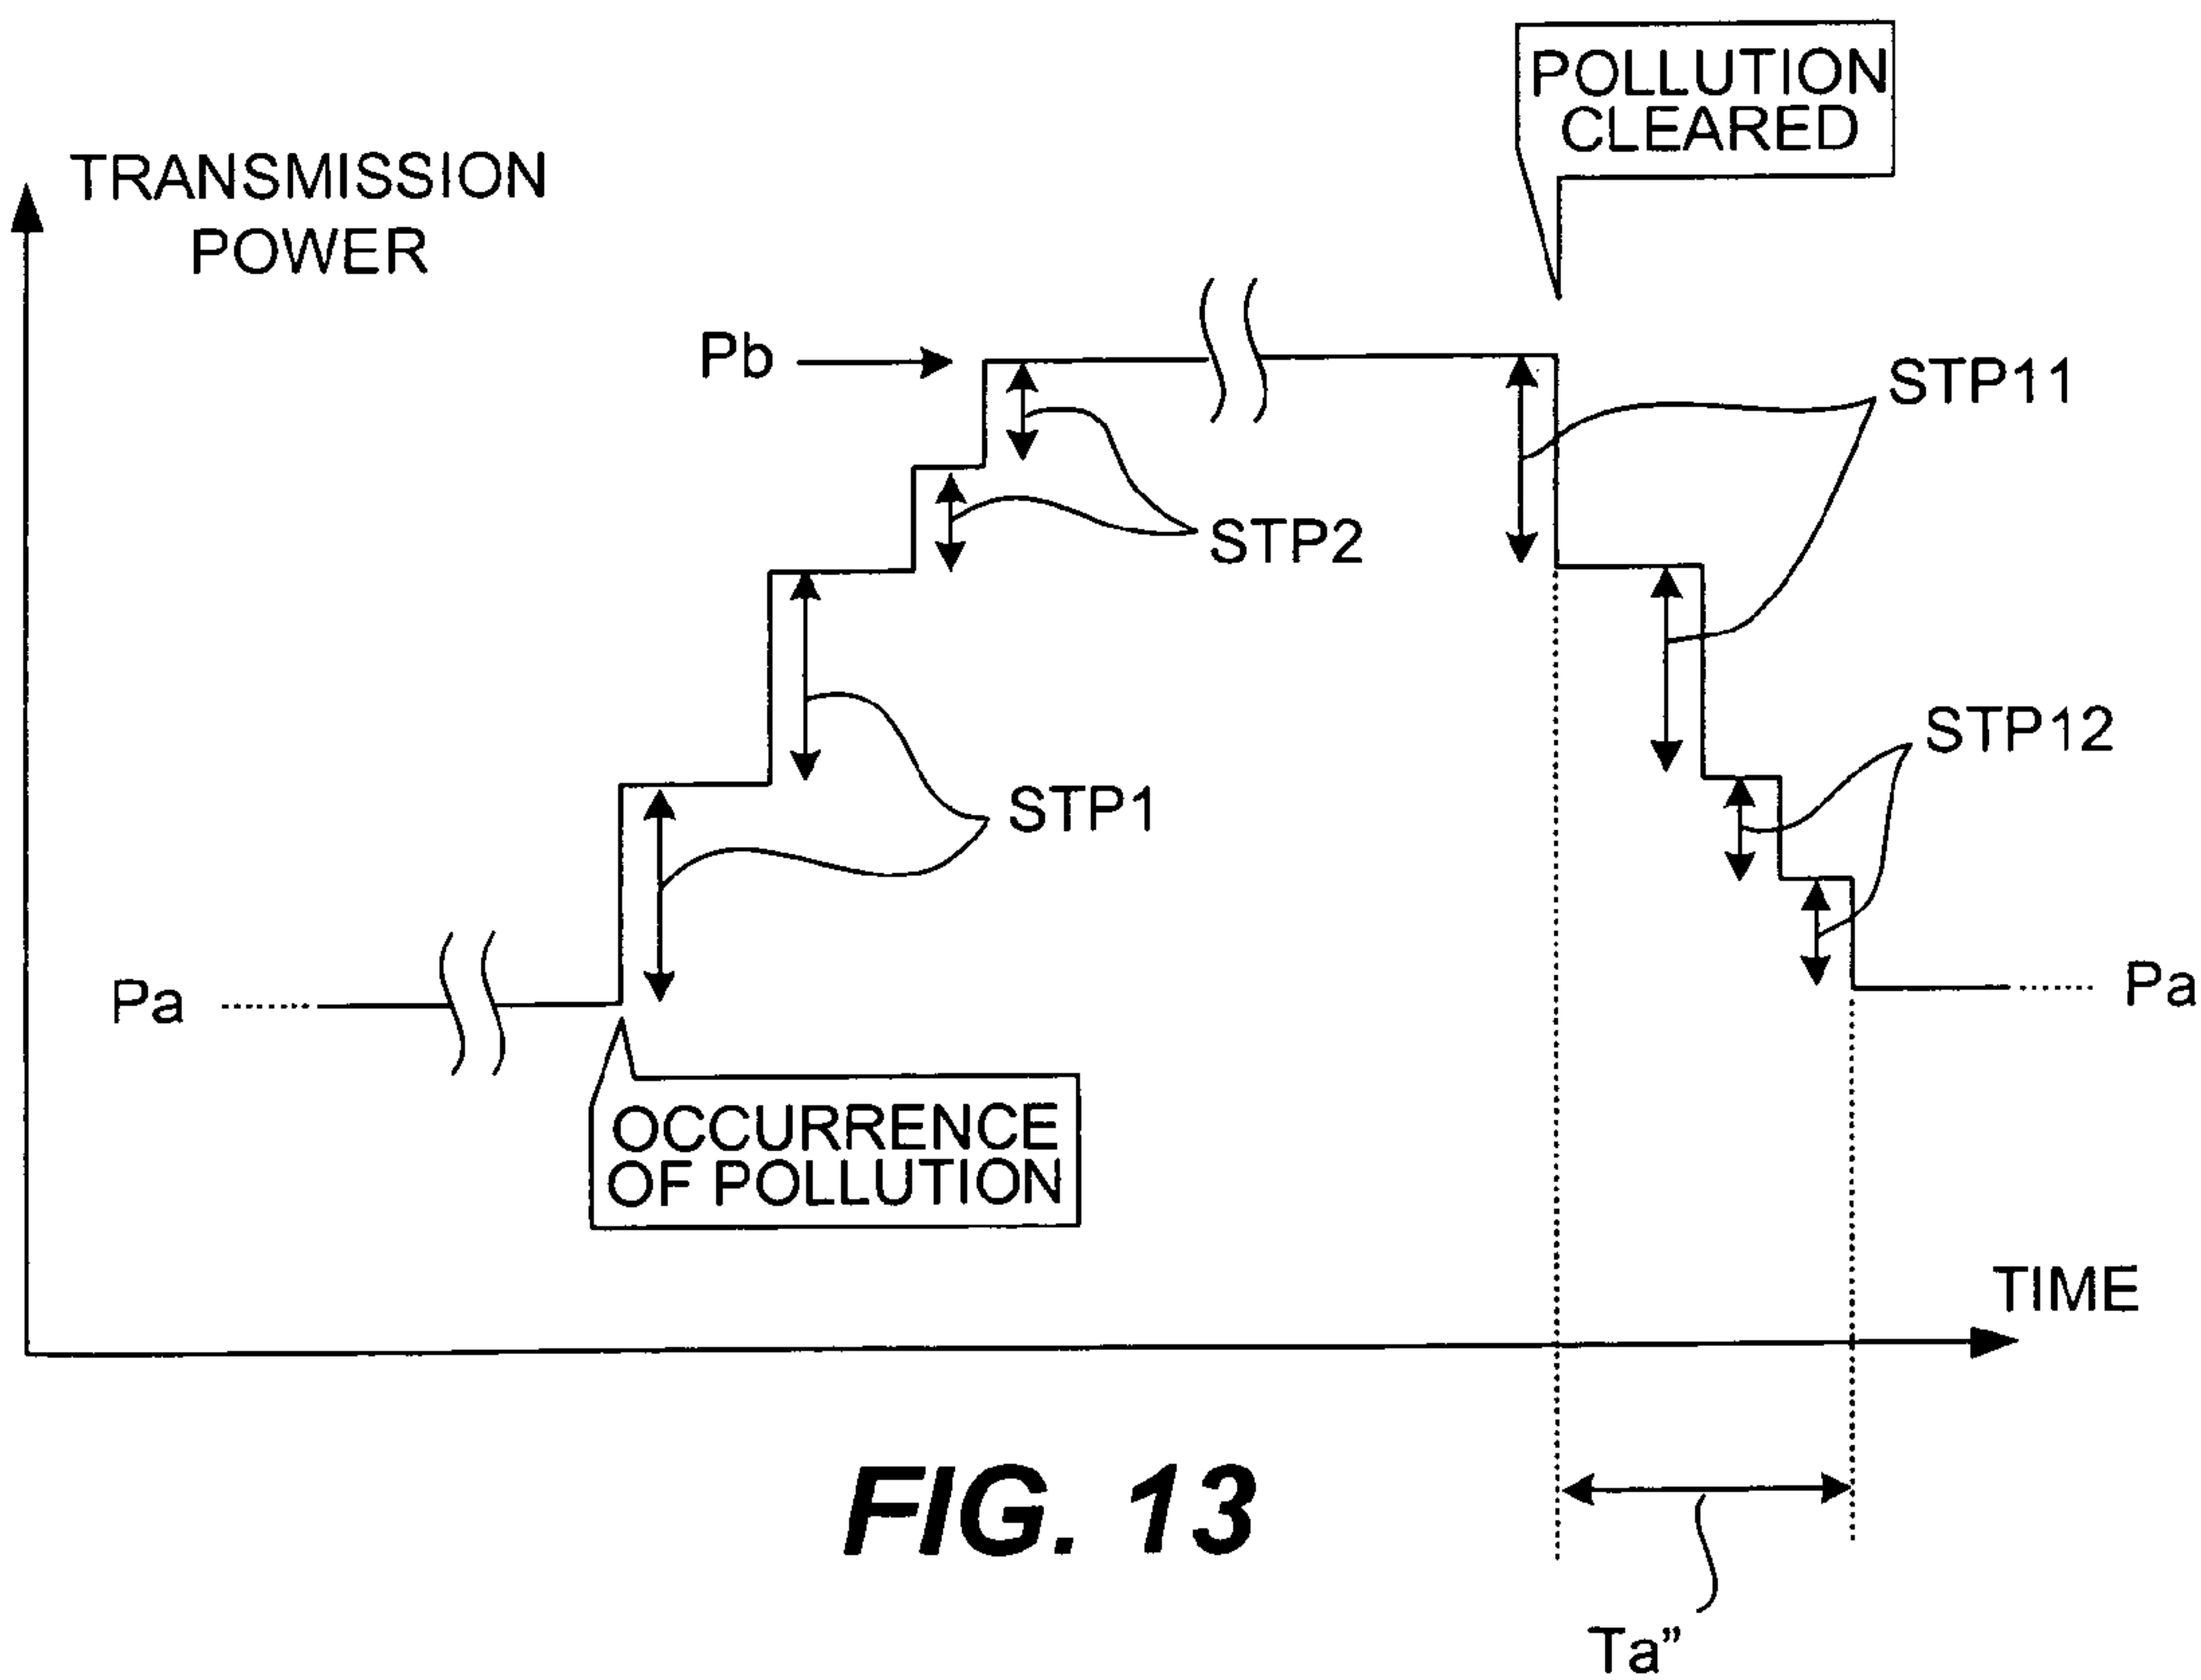 POLLUTION
CLEARED
TRANSMISSION
POWER
Pb
STP11
STP2
STP12
STP1
Pa
Pa
OCCURRENCE
OF POLLUTION
TIME
FIG. 13
Ta”